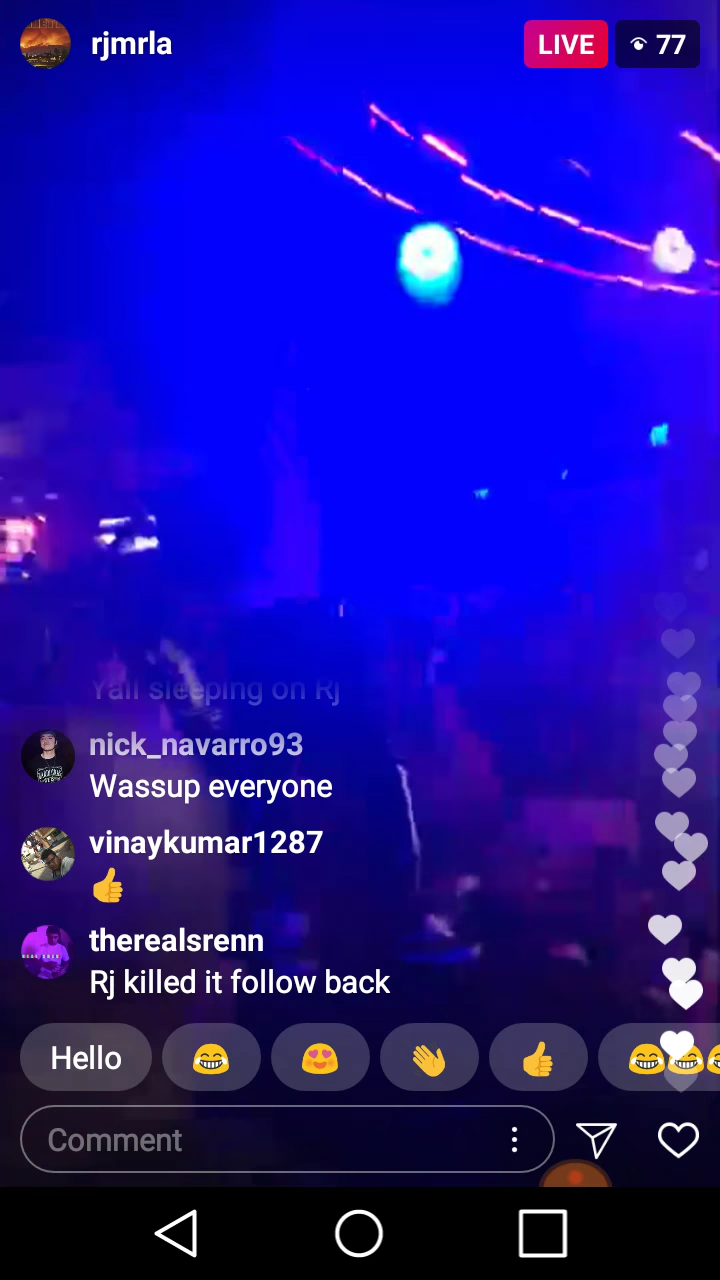 rjmrla
LIVE
77
Yall sleeping on Rj
nick_navarro93
Wassup everyone
vinaykumar1287
👍
therealsrenn
Rj killed it follow back
Hello 😂 😍 👋 👍 😂😂😂
Comment